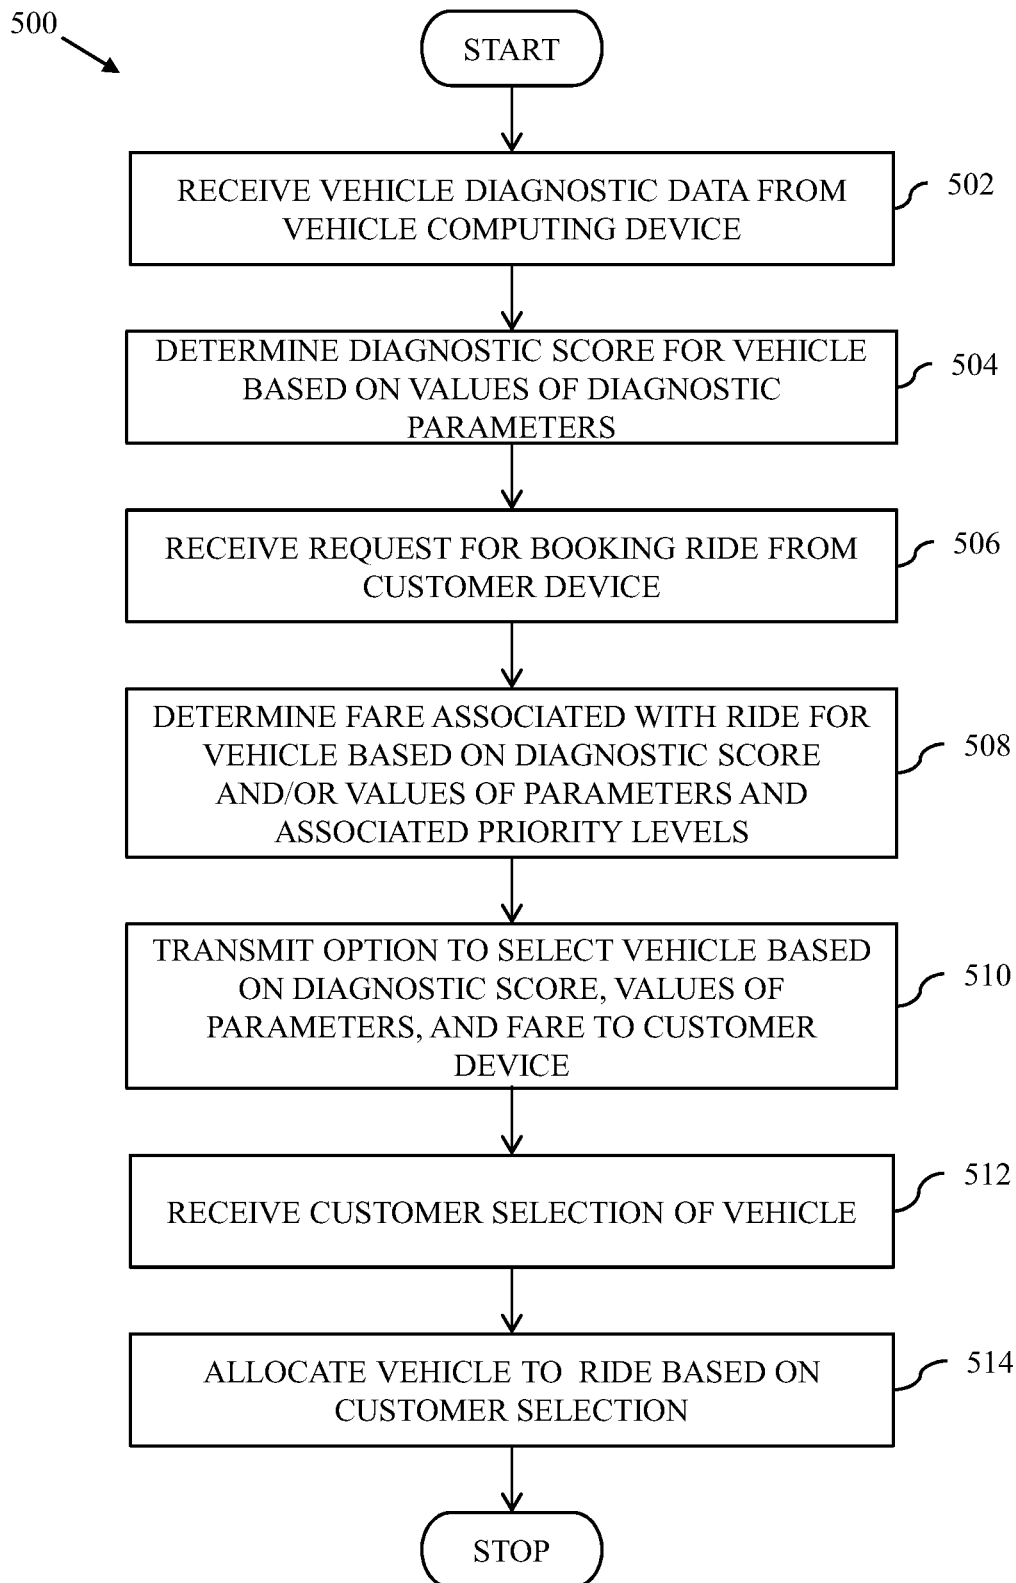 500
START
RECEIVE VEHICLE DIAGNOSTIC DATA FROM
VEHICLE COMPUTING DEVICE
502
DETERMINE DIAGNOSTIC SCORE FOR VEHICLE
BASED ON VALUES OF DIAGNOSTIC
PARAMETERS
504
RECEIVE REQUEST FOR BOOKING RIDE FROM
CUSTOMER DEVICE
506
DETERMINE FARE ASSOCIATED WITH RIDE FOR
VEHICLE BASED ON DIAGNOSTIC SCORE
AND/OR VALUES OF PARAMETERS AND
ASSOCIATED PRIORITY LEVELS
508
TRANSMIT OPTION TO SELECT VEHICLE BASED
ON DIAGNOSTIC SCORE, VALUES OF
PARAMETERS, AND FARE TO CUSTOMER
DEVICE
510
RECEIVE CUSTOMER SELECTION OF VEHICLE
512
ALLOCATE VEHICLE TO RIDE BASED ON
CUSTOMER SELECTION
514
STOP